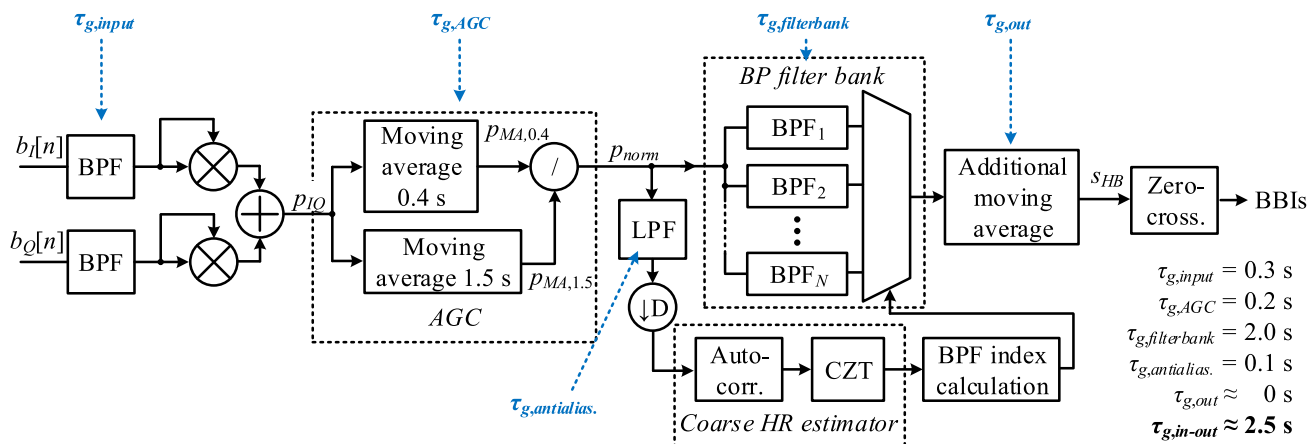 τg,input
τg,AGC
τg,filterbank
τg,out
BP filter bank
bI[n]
BPF
pIQ
bQ[n]
BPF
Moving
average
0.4 s
pMA,0.4
/
Moving
average 1.5 s
pMA,1.5
AGC
pnorm
LPF
↓D
τg,antialias.
BPF1
BPF2
BPFN
Additional
moving
average
sHB
Zero-
cross.
BBIs
Auto-
corr.
CZT
Coarse HR estimator
BPF index
calculation
τg,input = 0.3 s
τg,AGC = 0.2 s
τg,filterbank = 2.0 s
τg,antialias. = 0.1 s
τg,out ≈ 0 s
τg,in-out ≈ 2.5 s